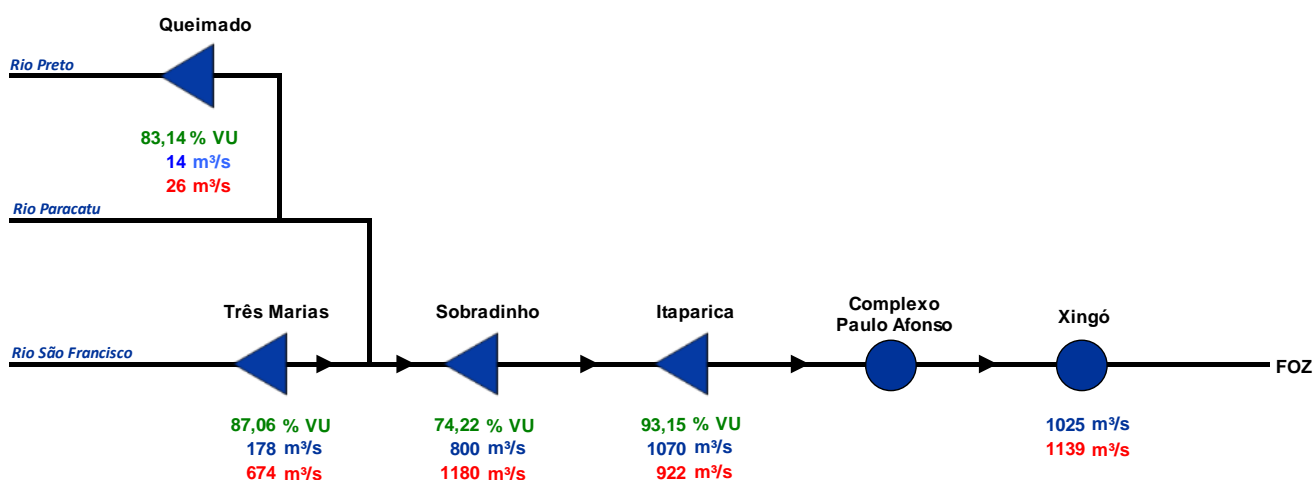 Queimado
Rio Preto
83,14 % VU
14 m³/s
26 m³/s
Rio Paracatu
Três Marias
Sobradinho
Itaparica
Complexo
Paulo Afonso
Xingó
Rio São Francisco
FOZ
87,06 % VU
178 m³/s
674 m³/s
74,22 % VU
800 m³/s
1180 m³/s
93,15 % VU
1070 m³/s
922 m³/s
1025 m³/s
1139 m³/s